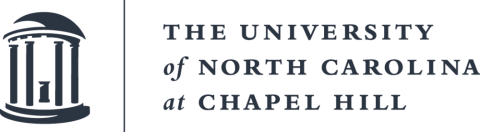 THE UNIVERSITY
of NORTH CAROLINA
at CHAPEL HILL